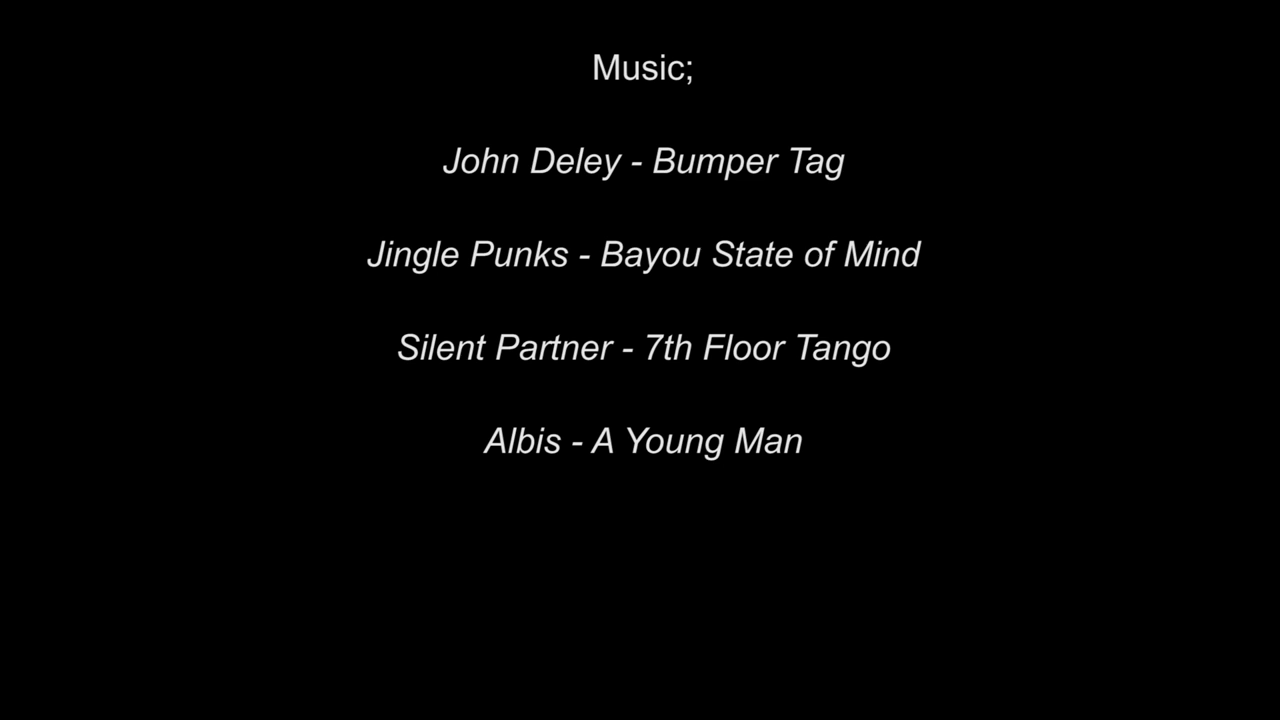 Music;
John Deley - Bumper Tag
Jingle Punks - Bayou State of Mind
Silent Partner - 7th Floor Tango
Albis - A Young Man